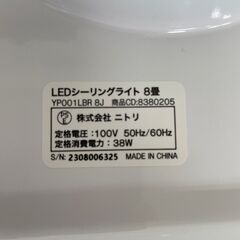 LEDシーリングライト 8畳
YP001LBR 8J 商品CD:8380205
株式会社 ニトリ
定格電圧:100V 50Hz/60Hz
定格消費電力:38W
S/N: 2308006325 MADE IN CHINA